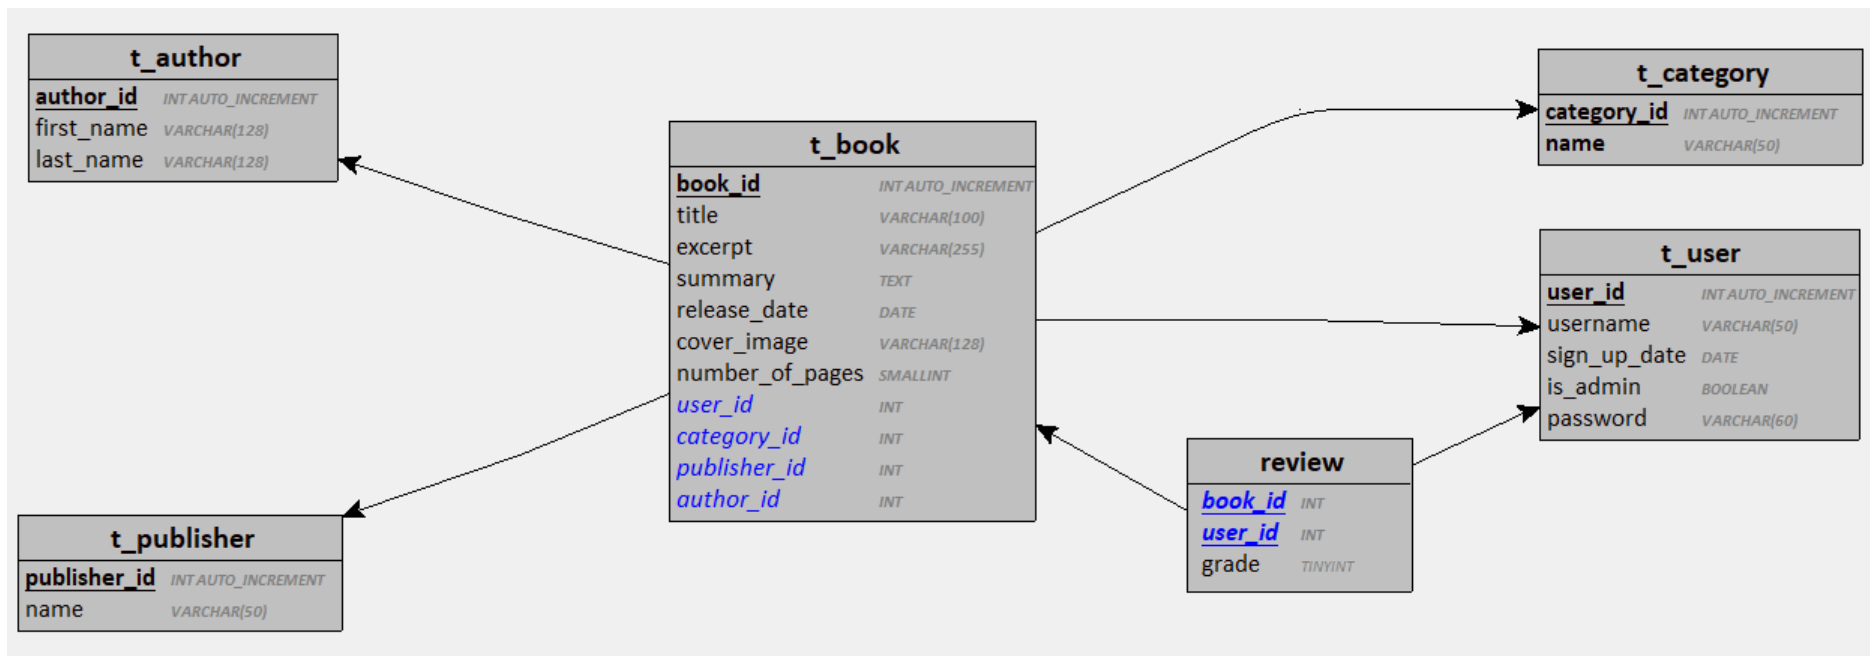 t_author
author_id INT AUTO_INCREMENT
first_name VARCHAR(128)
last_name VARCHAR(128)
t_book
book_id INT AUTO_INCREMENT
title VARCHAR(100)
excerpt VARCHAR(255)
summary TEXT
release_date DATE
cover_image VARCHAR(128)
number_of_pages SMALLINT
user_id INT
category_id INT
publisher_id INT
author_id INT
t_category
category_id INT AUTO_INCREMENT
name VARCHAR(50)
t_user
user_id INT AUTO_INCREMENT
username VARCHAR(50)
sign_up_date DATE
is_admin BOOLEAN
password VARCHAR(60)
review
book_id INT
user_id INT
grade TINYINT
t_publisher
publisher_id INT AUTO_INCREMENT
name VARCHAR(50)